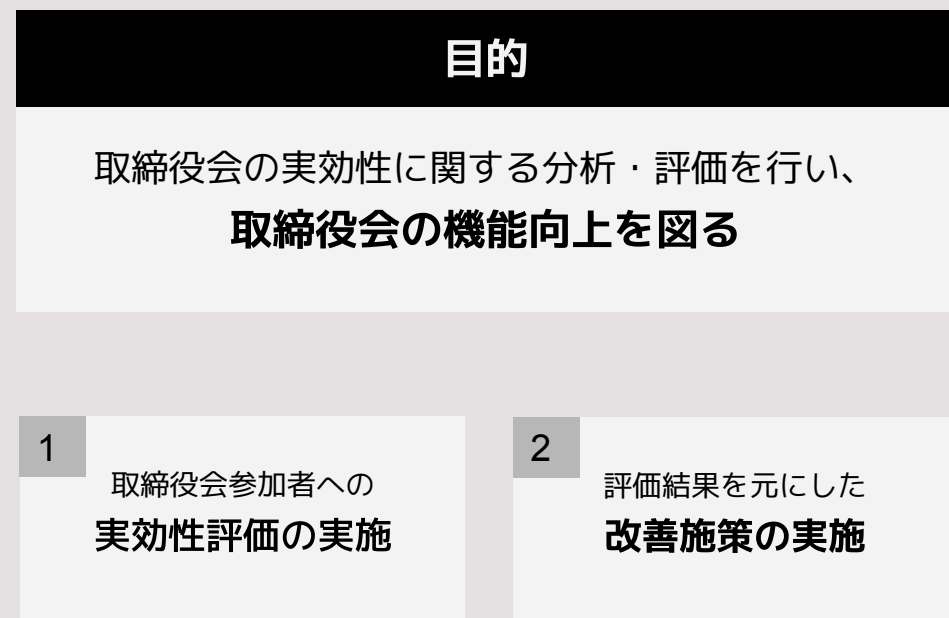 目的
取締役会の実効性に関する分析・評価を行い、
取締役会の機能向上を図る
1
取締役会参加者への
実効性評価の実施
2
評価結果を元にした
改善施策の実施